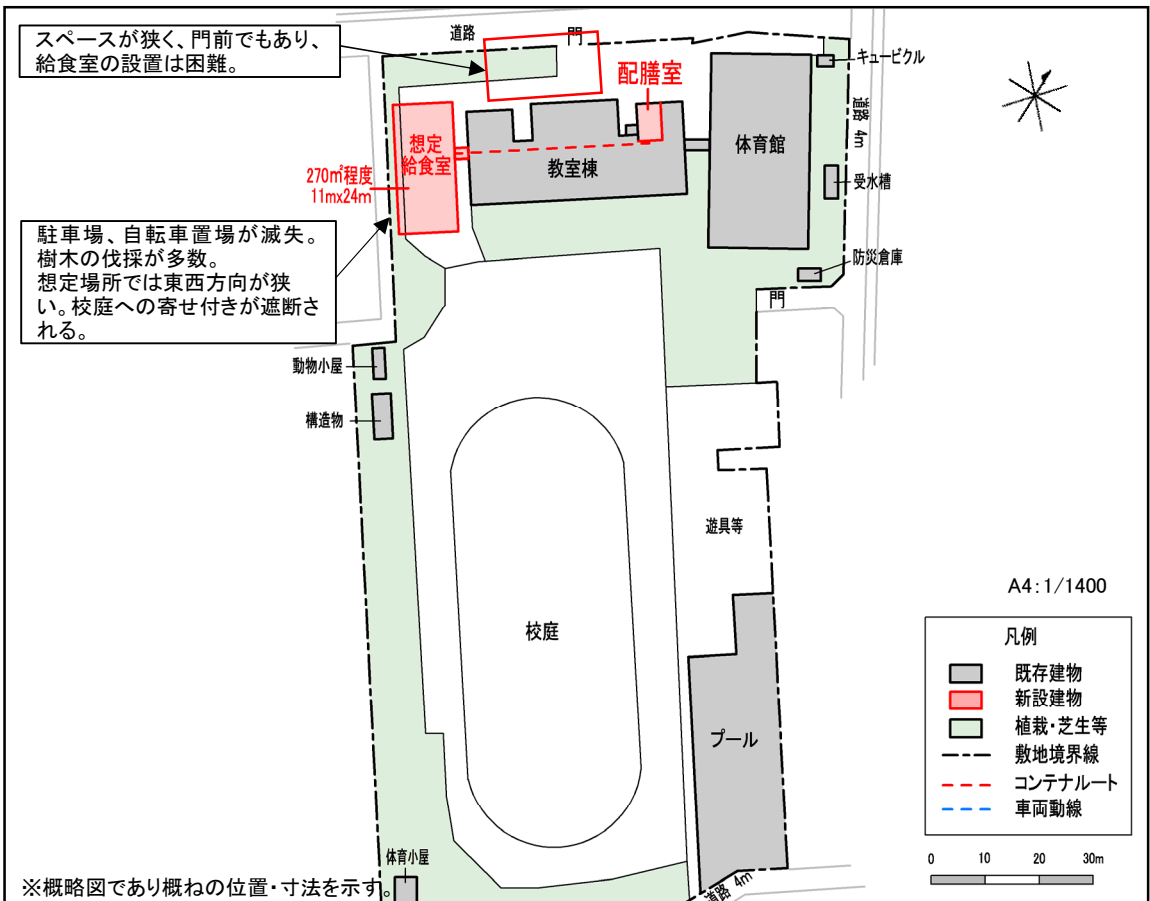 スペースが狭く、門前でもあり、
給食室の設置は困難。
道路
門
キュービクル
配膳室
道路 4m
想定
給食室
体育館
教室棟
270㎡程度
11mx24m
受水槽
駐車場、自転車置場が滅失。
樹木の伐採が多数。
想定場所では東西方向が狭
い。校庭への寄せ付きが遮断さ
れる。
防災倉庫
門
動物小屋
構造物
遊具等
A4:1/1400
校庭
凡例
既存建物
新設建物
植栽・芝生等
敷地境界線
コンテナルート
車両動線
プール
0 10 20 30m
体育小屋
道路 4m
※概略図であり概ねの位置・寸法を示す。